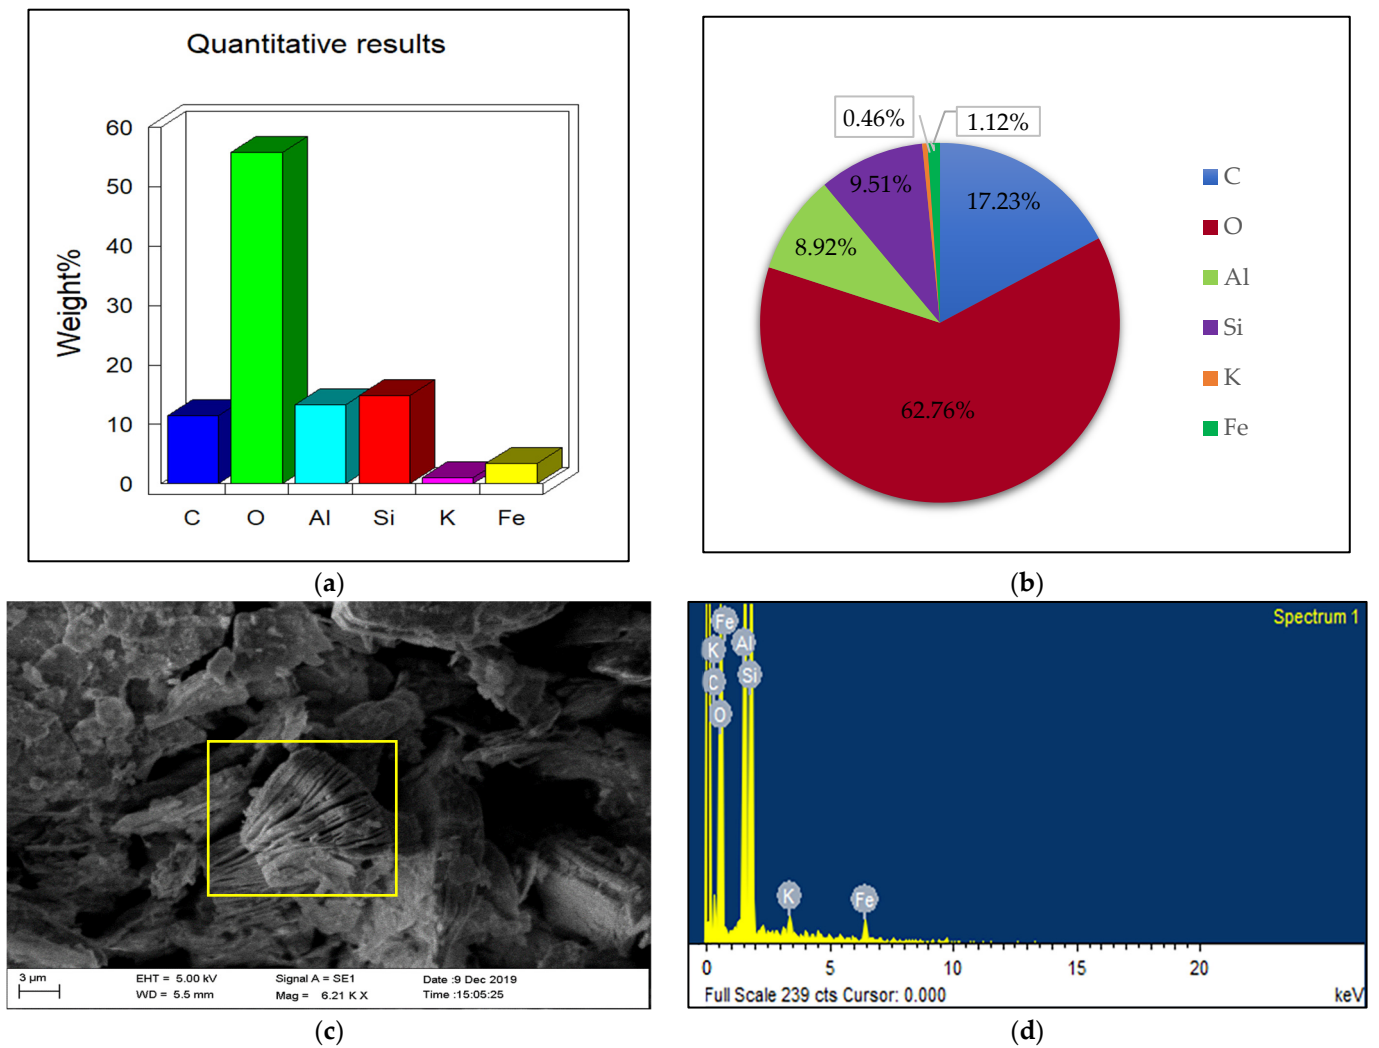 Quantitative results
Weight%
60
50
40
30
20
10
0
C O Al Si K Fe
(a)
0.46%
1.12%
9.51%
17.23%
8.92%
62.76%
C
O
Al
Si
K
Fe
(b)
3 µm
EHT = 5.00 kV Signal A = SE1 Date :9 Dec 2019
WD = 5.5 mm Mag = 6.21 K X Time :15:05:25
(c)
Spectrum 1
Fe
K
Al
C
Si
O
K
Fe
0 5 10 15 20
Full Scale 239 cts Cursor: 0.000 keV
(d)